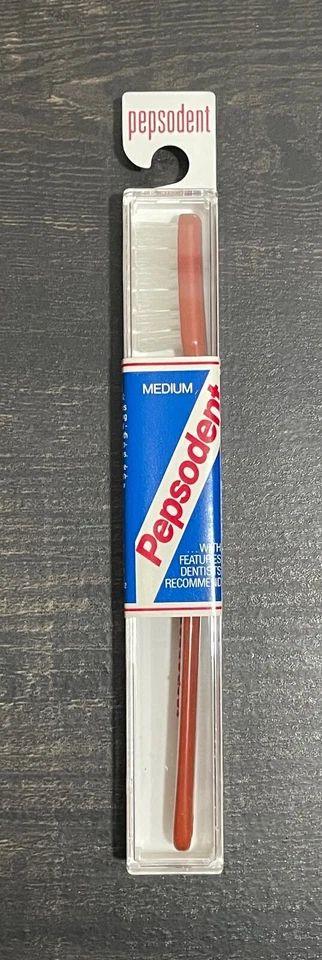 pepsodent
MEDIUM
Pepsodent
...WITH
FEATURES
DENTISTS
RECOMMEND